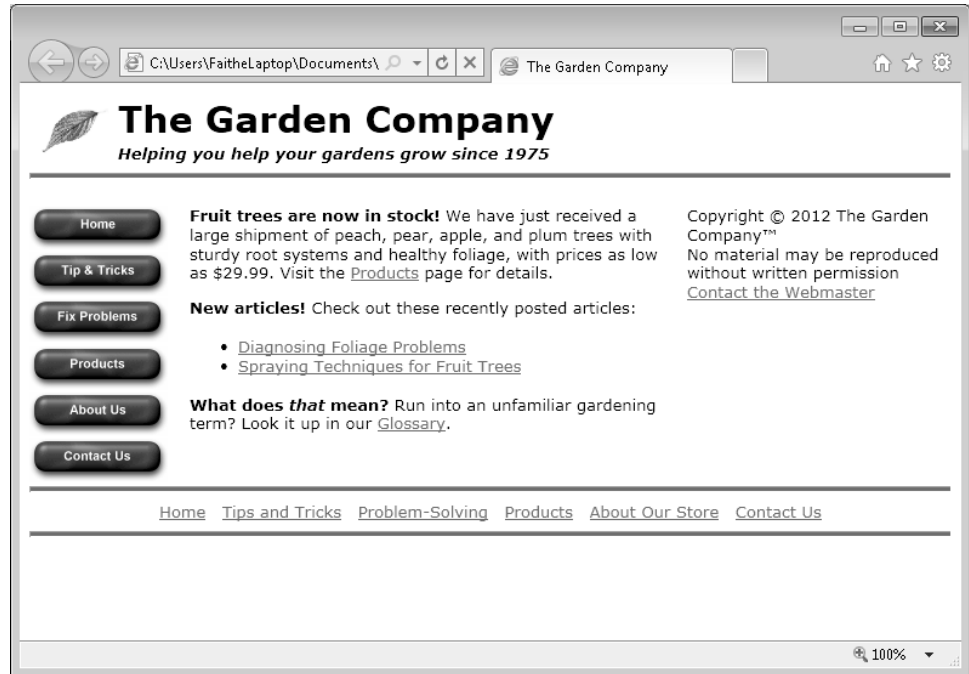 C:\Users\FaitheLaptop\Documents\
The Garden Company
The Garden Company
Helping you help your gardens grow since 1975
Home
Tip & Tricks
Fix Problems
Products
About Us
Contact Us
Fruit trees are now in stock! We have just received a
large shipment of peach, pear, apple, and plum trees with
sturdy root systems and healthy foliage, with prices as low
as $29.99. Visit the Products page for details.
New articles! Check out these recently posted articles:
• Diagnosing Foliage Problems
• Spraying Techniques for Fruit Trees
What does that mean? Run into an unfamiliar gardening
term? Look it up in our Glossary.
Copyright © 2012 The Garden
Company™
No material may be reproduced
without written permission
Contact the Webmaster
Home Tips and Tricks Problem-Solving Products About Our Store Contact Us
100%